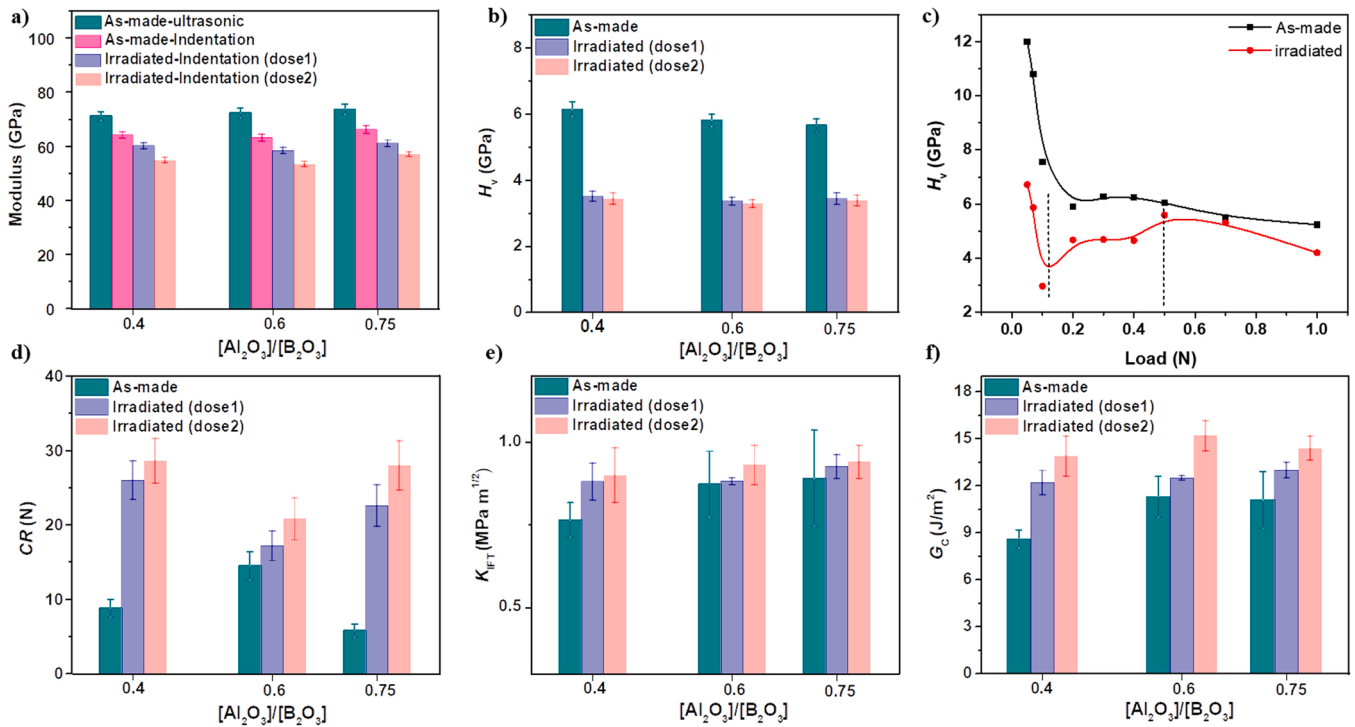 a)
As-made-ultrasonic
As-made-Indentation
Irradiated-Indentation (dose1)
Irradiated-Indentation (dose2)
100
80
60
40
20
0
Modulus (GPa)
0.4
0.6
0.75
[Al₂O₃]/[B₂O₃]
b)
As-made
Irradiated (dose1)
Irradiated (dose2)
8
6
4
2
0
Hᵥ (GPa)
0.4
0.6
0.75
[Al₂O₃]/[B₂O₃]
c)
As-made
irradiated
12
10
8
6
4
2
Hᵥ (GPa)
0.0
0.2
0.4
0.6
0.8
1.0
Load (N)
d)
As-made
Irradiated (dose1)
Irradiated (dose2)
40
30
20
10
0
CR (N)
0.4
0.6
0.75
[Al₂O₃]/[B₂O₃]
e)
As-made
Irradiated (dose1)
Irradiated (dose2)
1.0
0.5
K_IFT (MPa m^1/2)
0.4
0.6
0.75
[Al₂O₃]/[B₂O₃]
f)
As-made
Irradiated (dose1)
Irradiated (dose2)
18
15
12
9
6
3
0
G_C (J/m²)
0.4
0.6
0.75
[Al₂O₃]/[B₂O₃]